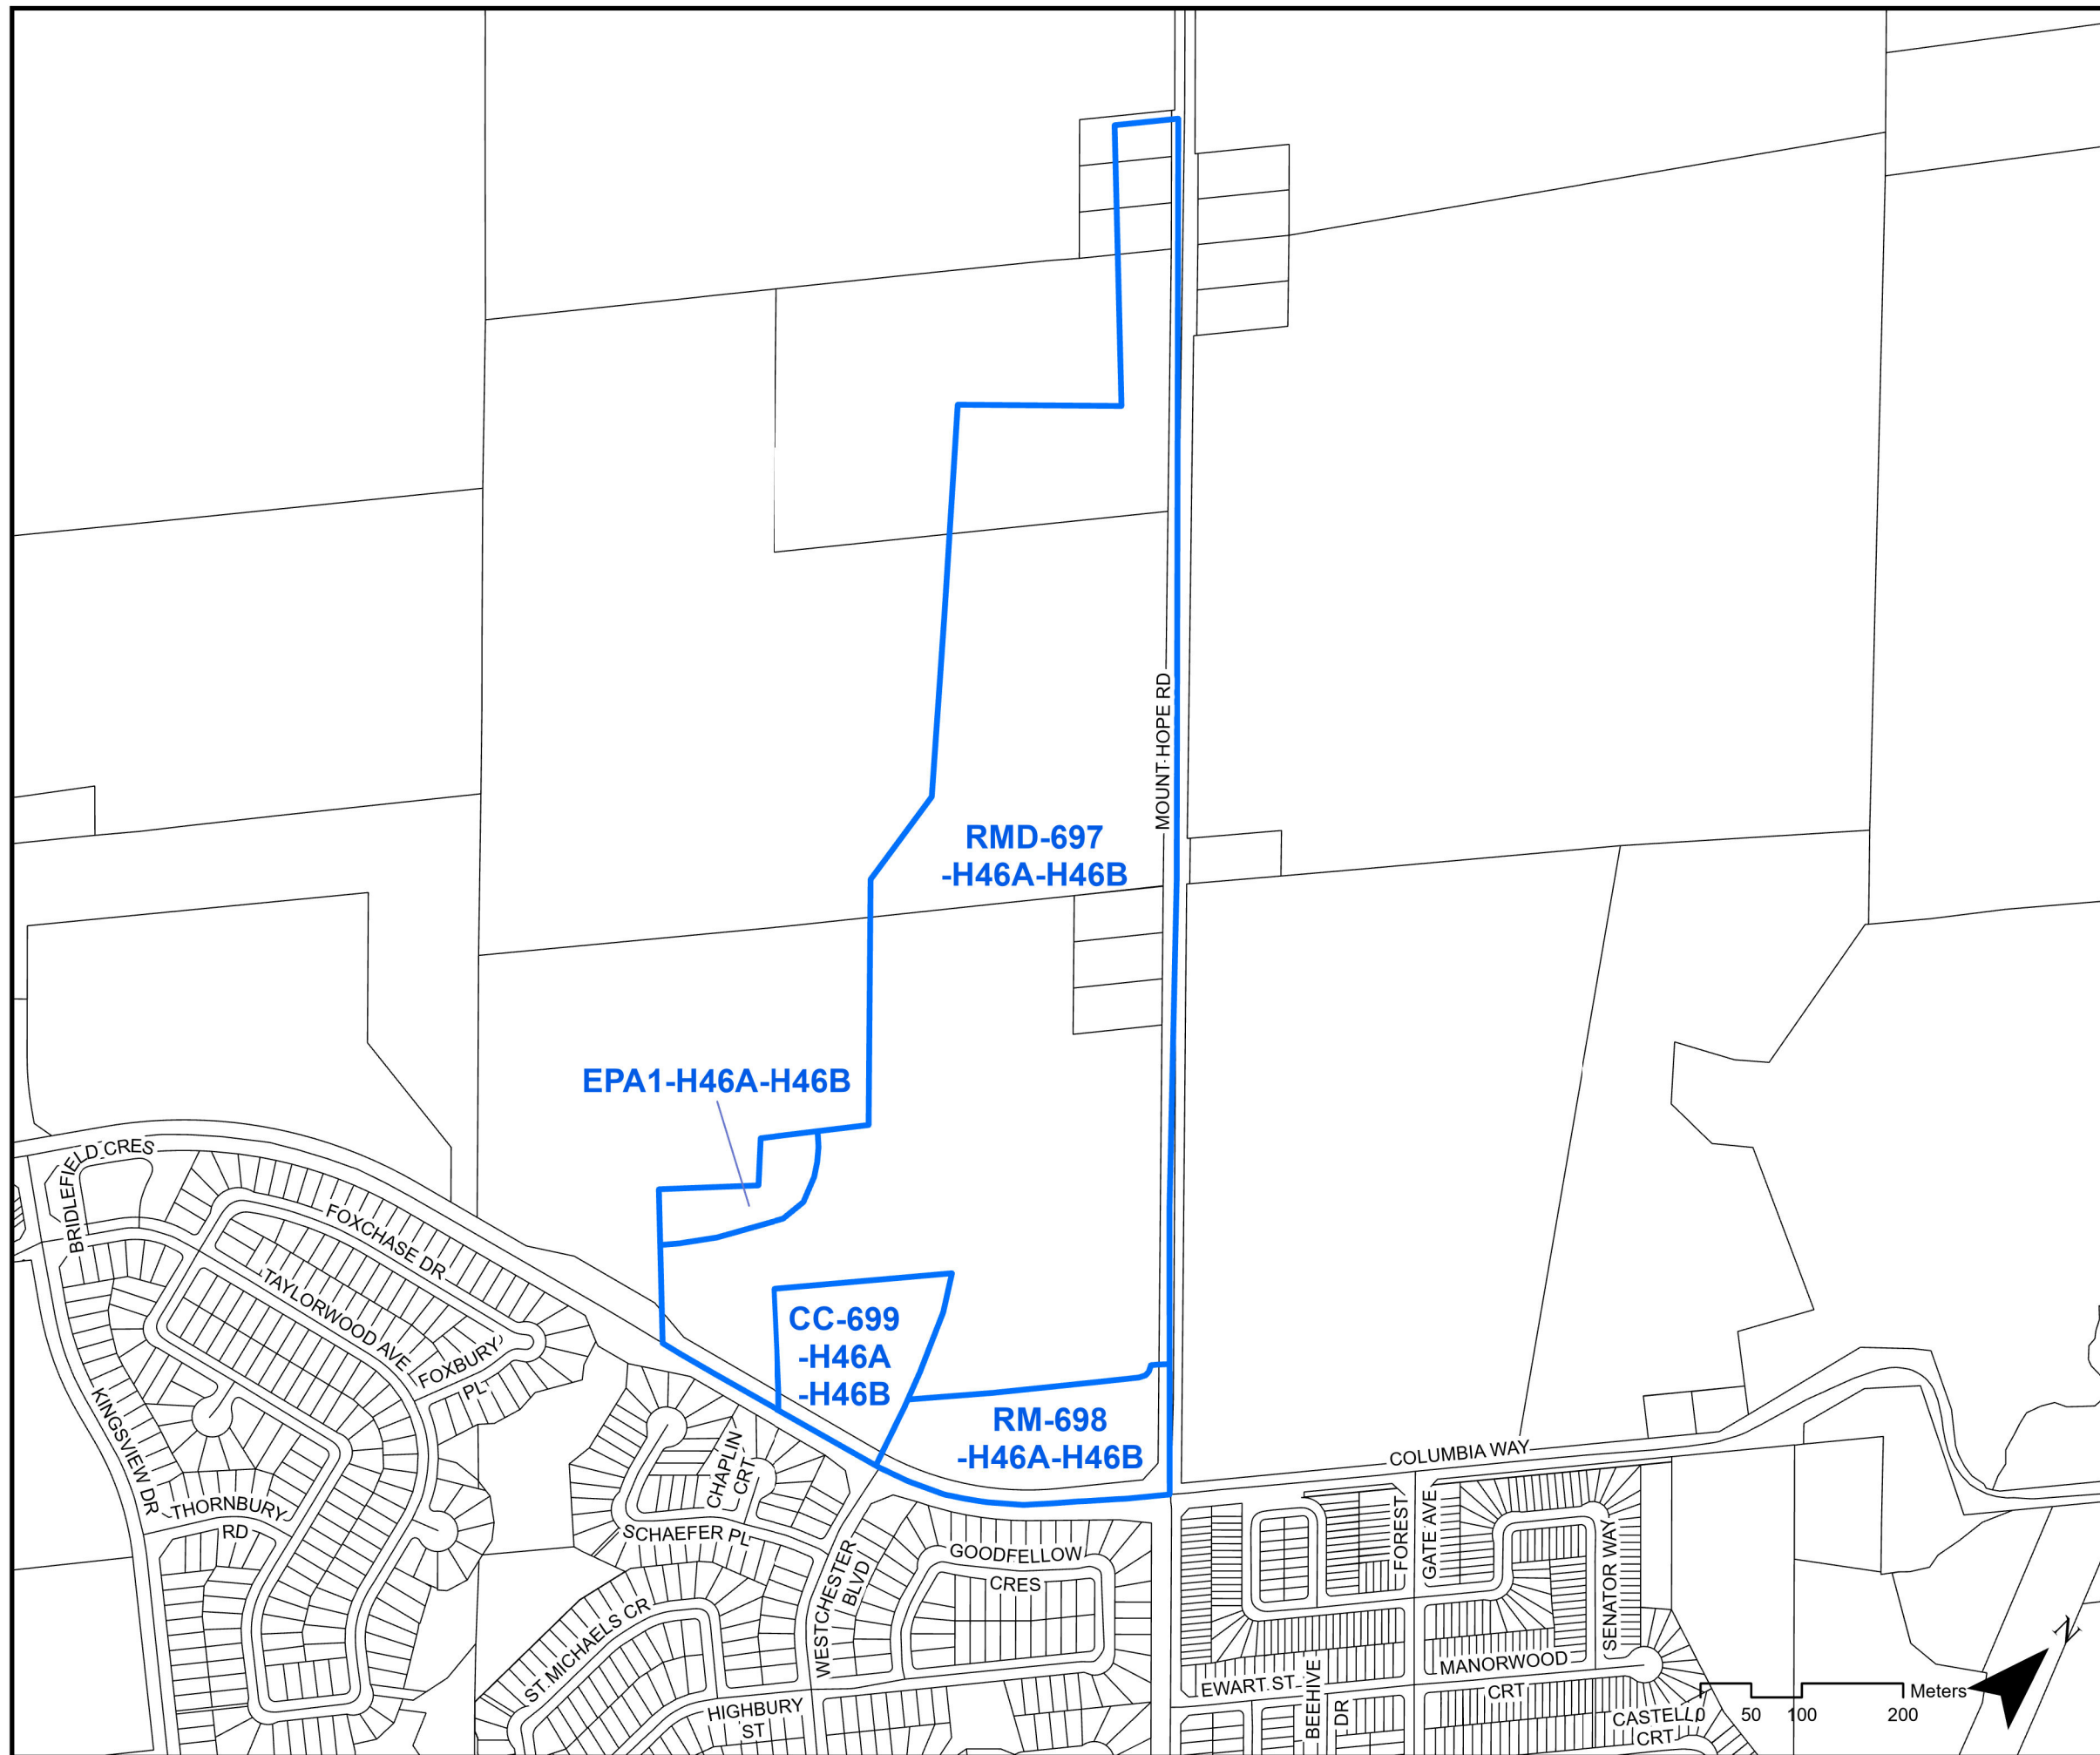 MOUNT HOPE RD
RMD-697
-H46A-H46B
EPA1-H46A-H46B
BRIDLEFIELD CRES
FOXCHASE DR
TAYLORWOOD AVE
FOXBURY
PL
CC-699
-H46A
-H46B
RM-698
-H46A-H46B
KINGSVIEW DR
THORNBURY
RD
CHAPLIN
CRT
SCHAEFER PL
COLUMBIA WAY
FOREST
GATE AVE
GOODFELLOW
CRES
WESTCHESTER
BLVD
ST.MICHAELS CR
HIGHBURY
ST
SENATOR WAY
MANORWOOD
CRT
EWART ST
BEEHIVE
DR
CASTELLI
CRT
N
Meters
0 50 100 200